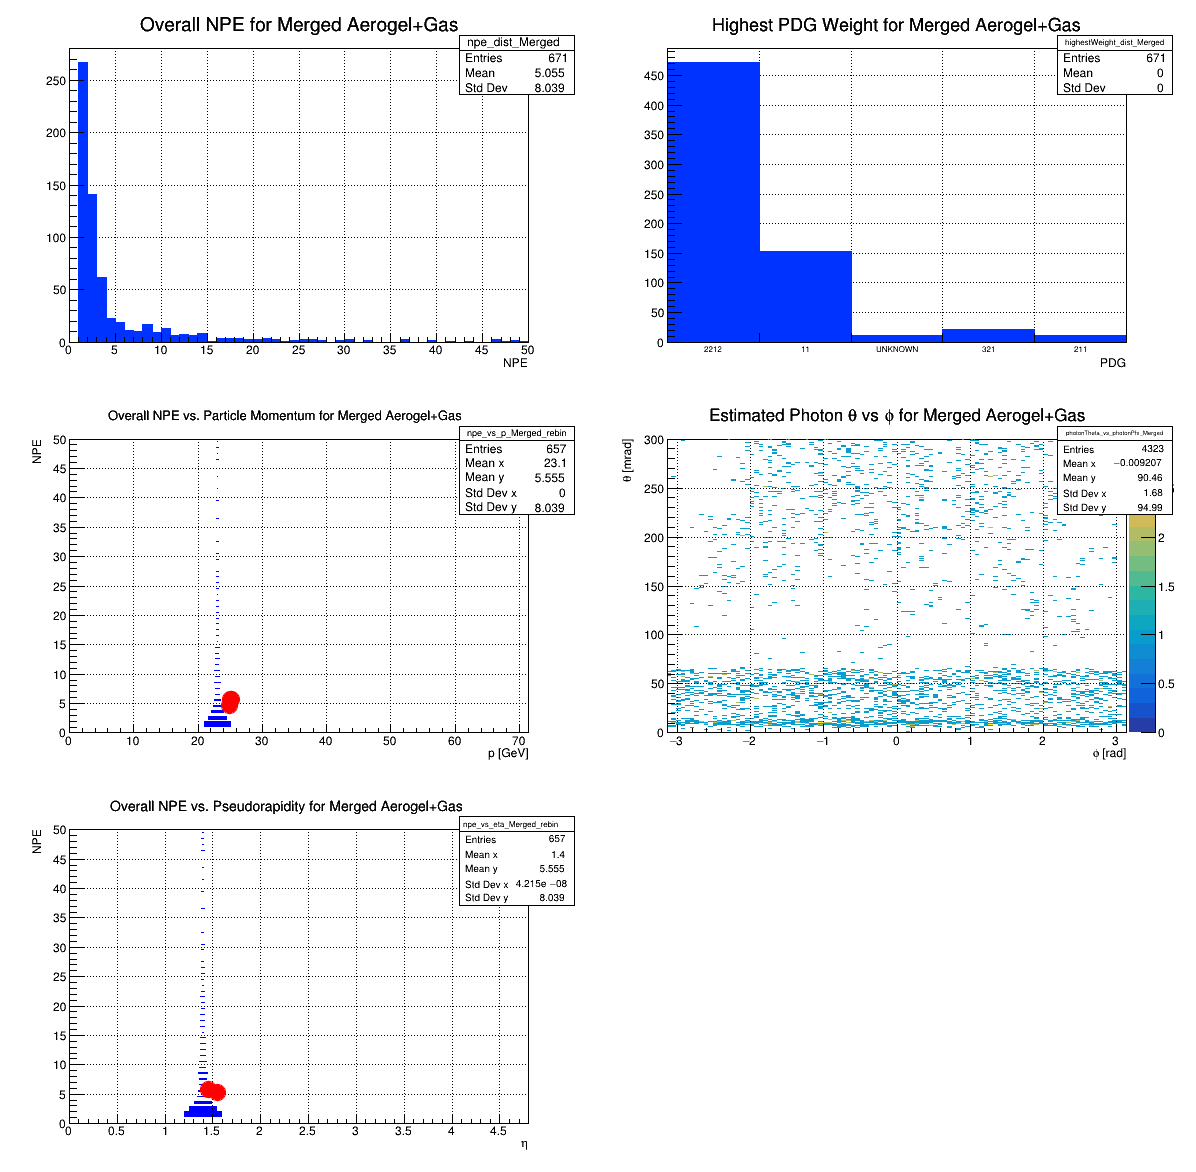 Overall NPE for Merged Aerogel+Gas
npe_dist_Merged
Entries 671
Mean 5.055
Std Dev 8.039
250
200
150
100
50
0
0 5 10 15 20 25 30 35 40 45 50
NPE
Highest PDG Weight for Merged Aerogel+Gas
highestWeight_dist_Merged
Entries 671
Mean 0
Std Dev 0
450
400
350
300
250
200
150
100
50
0
2212 11 UNKNOWN 321 211
PDG
Overall NPE vs. Particle Momentum for Merged Aerogel+Gas
npe_vs_p_Merged_rebin
Entries 657
Mean x 23.1
Mean y 5.555
Std Dev x 0
Std Dev y 8.039
NPE
50
45
40
35
30
25
20
15
10
5
0
0 10 20 30 40 50 60 70
p [GeV]
Estimated Photon θ vs ϕ for Merged Aerogel+Gas
photonTheta_vs_photonPhi_Merged
Entries 4323
Mean x −0.009207
Mean y 90.46
Std Dev x 1.68
Std Dev y 94.99
θ [mrad]
300
250
200
150
100
50
0
−3 −2 −1 0 1 2 3
ϕ [rad]
2
1.5
1
0.5
0
Overall NPE vs. Pseudorapidity for Merged Aerogel+Gas
npe_vs_eta_Merged_rebin
Entries 657
Mean x 1.4
Mean y 5.555
Std Dev x 4.215e −08
Std Dev y 8.039
NPE
50
45
40
35
30
25
20
15
10
5
0
0 0.5 1 1.5 2 2.5 3 3.5 4 4.5
η